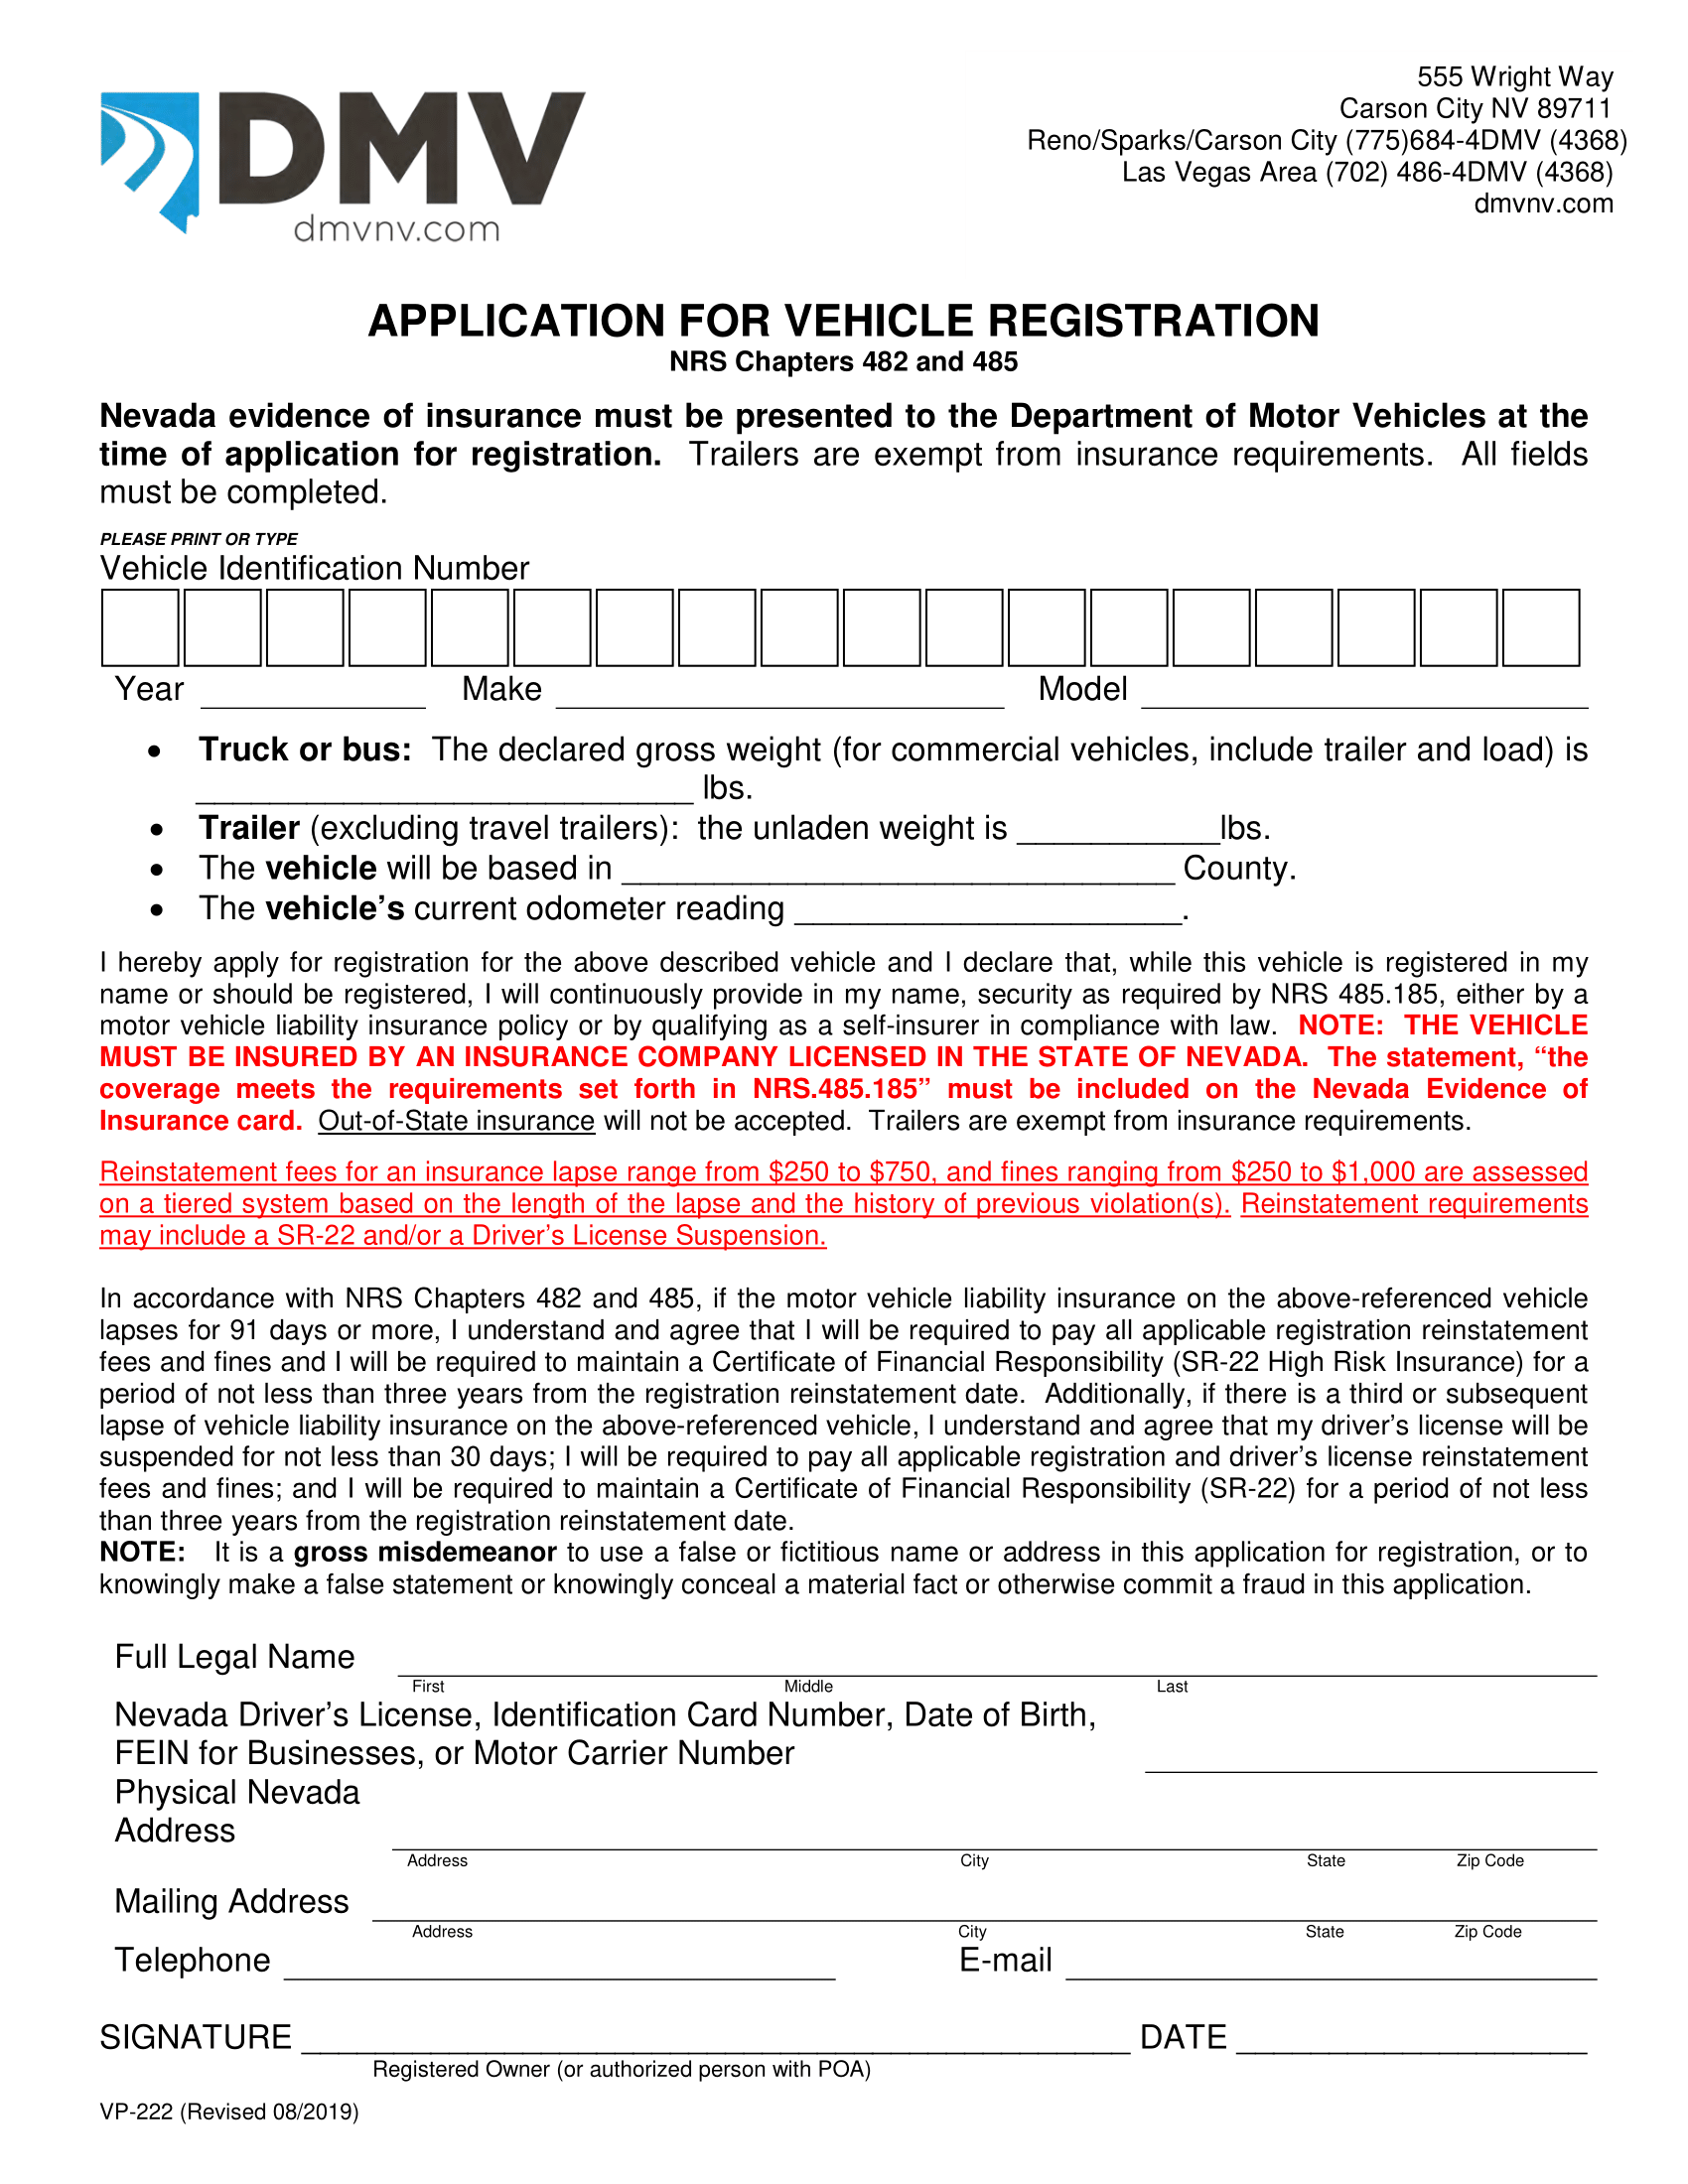 DMV
dmvnv.com
555 Wright Way
Carson City NV 89711
Reno/Sparks/Carson City (775)684-4DMV (4368)
Las Vegas Area (702) 486-4DMV (4368)
dmvnv.com
APPLICATION FOR VEHICLE REGISTRATION
NRS Chapters 482 and 485
Nevada evidence of insurance must be presented to the Department of Motor Vehicles at the
time of application for registration. Trailers are exempt from insurance requirements. All fields
must be completed.
PLEASE PRINT OR TYPE
Vehicle Identification Number
Year Make Model
• Truck or bus: The declared gross weight (for commercial vehicles, include trailer and load) is
___________________________ lbs.
• Trailer (excluding travel trailers): the unladen weight is ___________lbs.
• The vehicle will be based in ______________________________ County.
• The vehicle's current odometer reading _____________________.
I hereby apply for registration for the above described vehicle and I declare that, while this vehicle is registered in my
name or should be registered, I will continuously provide in my name, security as required by NRS 485.185, either by a
motor vehicle liability insurance policy or by qualifying as a self-insurer in compliance with law. NOTE: THE VEHICLE
MUST BE INSURED BY AN INSURANCE COMPANY LICENSED IN THE STATE OF NEVADA. The statement, “the
coverage meets the requirements set forth in NRS.485.185” must be included on the Nevada Evidence of
Insurance card. Out-of-State insurance will not be accepted. Trailers are exempt from insurance requirements.
Reinstatement fees for an insurance lapse range from $250 to $750, and fines ranging from $250 to $1,000 are assessed
on a tiered system based on the length of the lapse and the history of previous violation(s). Reinstatement requirements
may include a SR-22 and/or a Driver’s License Suspension.
In accordance with NRS Chapters 482 and 485, if the motor vehicle liability insurance on the above-referenced vehicle
lapses for 91 days or more, I understand and agree that I will be required to pay all applicable registration reinstatement
fees and fines and I will be required to maintain a Certificate of Financial Responsibility (SR-22 High Risk Insurance) for a
period of not less than three years from the registration reinstatement date. Additionally, if there is a third or subsequent
lapse of vehicle liability insurance on the above-referenced vehicle, I understand and agree that my driver’s license will be
suspended for not less than 30 days; I will be required to pay all applicable registration and driver’s license reinstatement
fees and fines; and I will be required to maintain a Certificate of Financial Responsibility (SR-22) for a period of not less
than three years from the registration reinstatement date.
NOTE: It is a gross misdemeanor to use a false or fictitious name or address in this application for registration, or to
knowingly make a false statement or knowingly conceal a material fact or otherwise commit a fraud in this application.
Full Legal Name
First Middle Last
Nevada Driver’s License, Identification Card Number, Date of Birth,
FEIN for Businesses, or Motor Carrier Number
Physical Nevada
Address
Address City State Zip Code
Mailing Address
Address City State Zip Code
Telephone E-mail
SIGNATURE _____________________________________________ DATE ___________________
Registered Owner (or authorized person with POA)
VP-222 (Revised 08/2019)